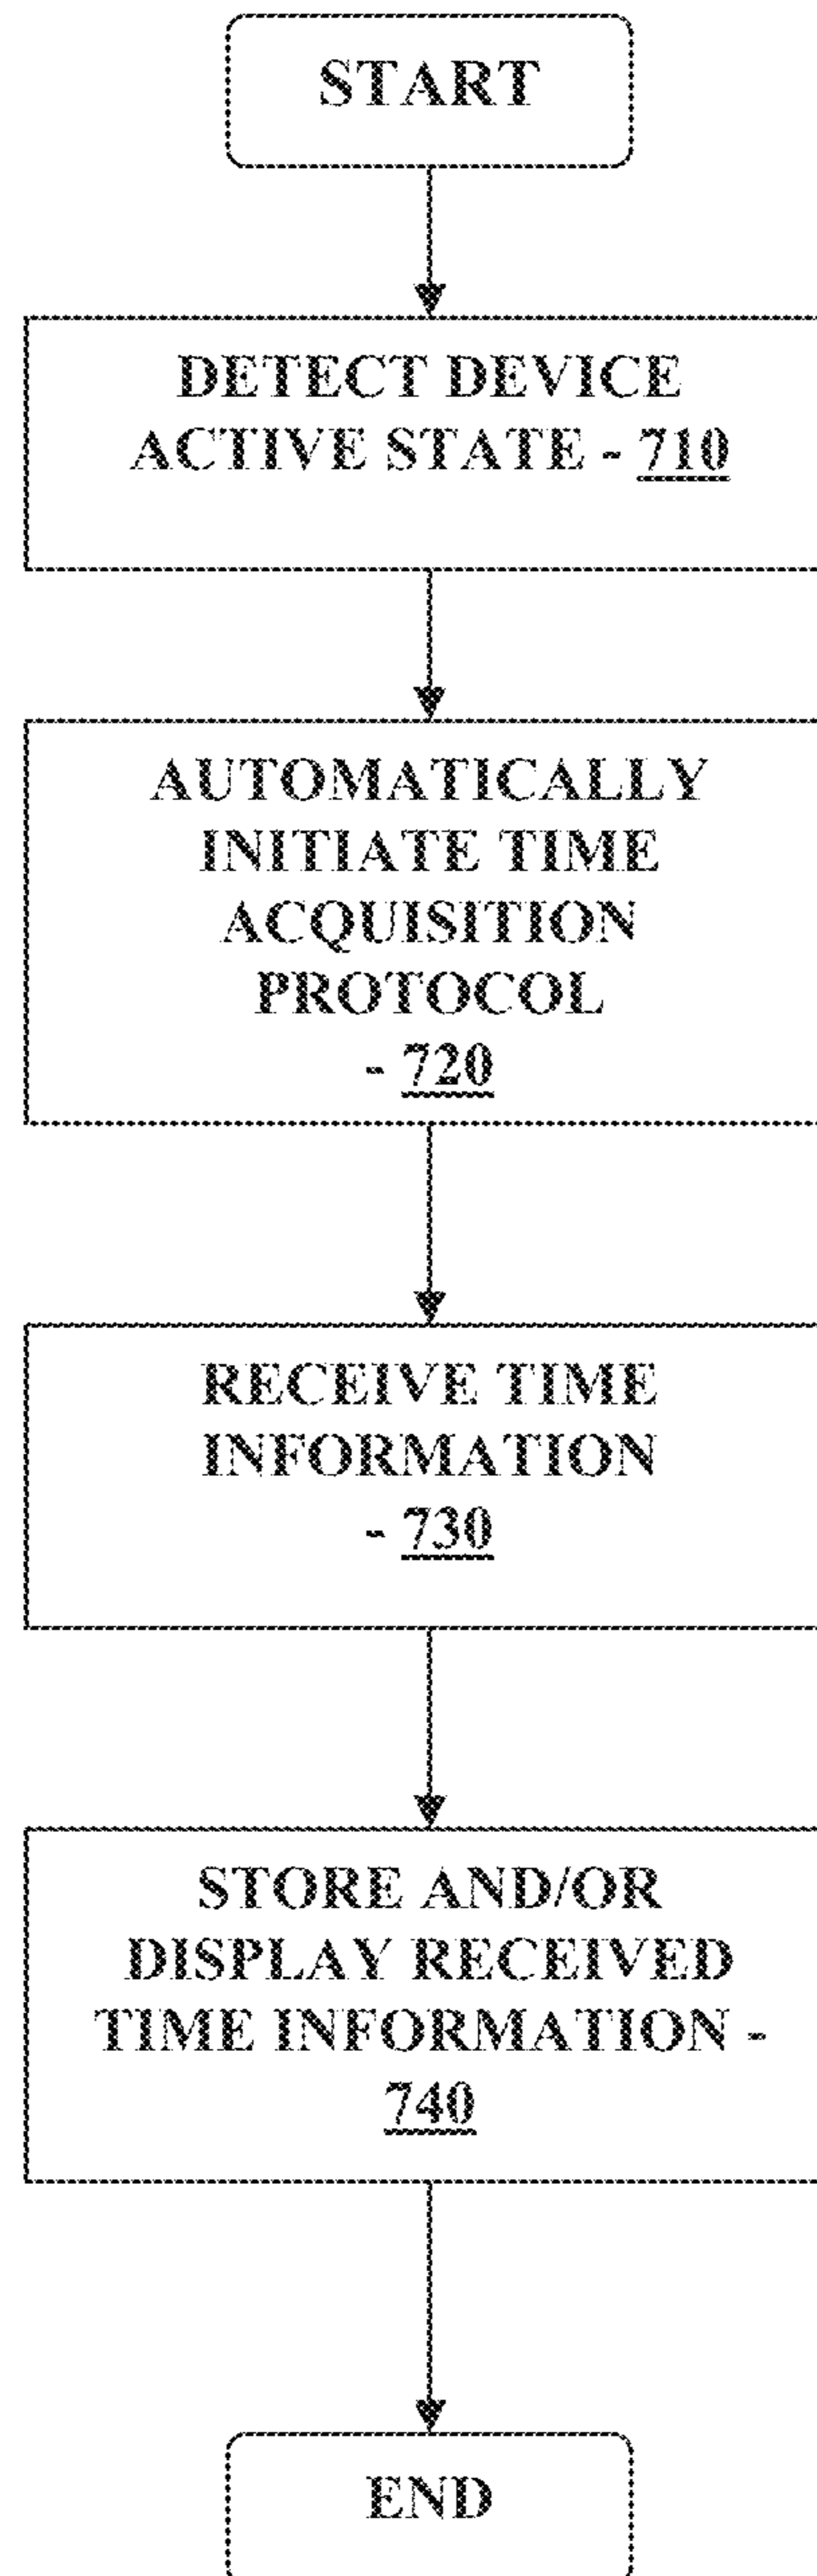 START
DETECT DEVICE
ACTIVE STATE - 710
AUTOMATICALLY
INITIATE TIME
ACQUISITION
PROTOCOL
- 720
RECEIVE TIME
INFORMATION
- 730
STORE AND/OR
DISPLAY RECEIVED
TIME INFORMATION -
740
END